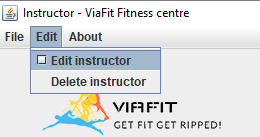 Instructor - ViaFit Fitness centre
File Edit About
Edit instructor
Delete instructor
VIAFIT
GET FIT GET RIPPED!